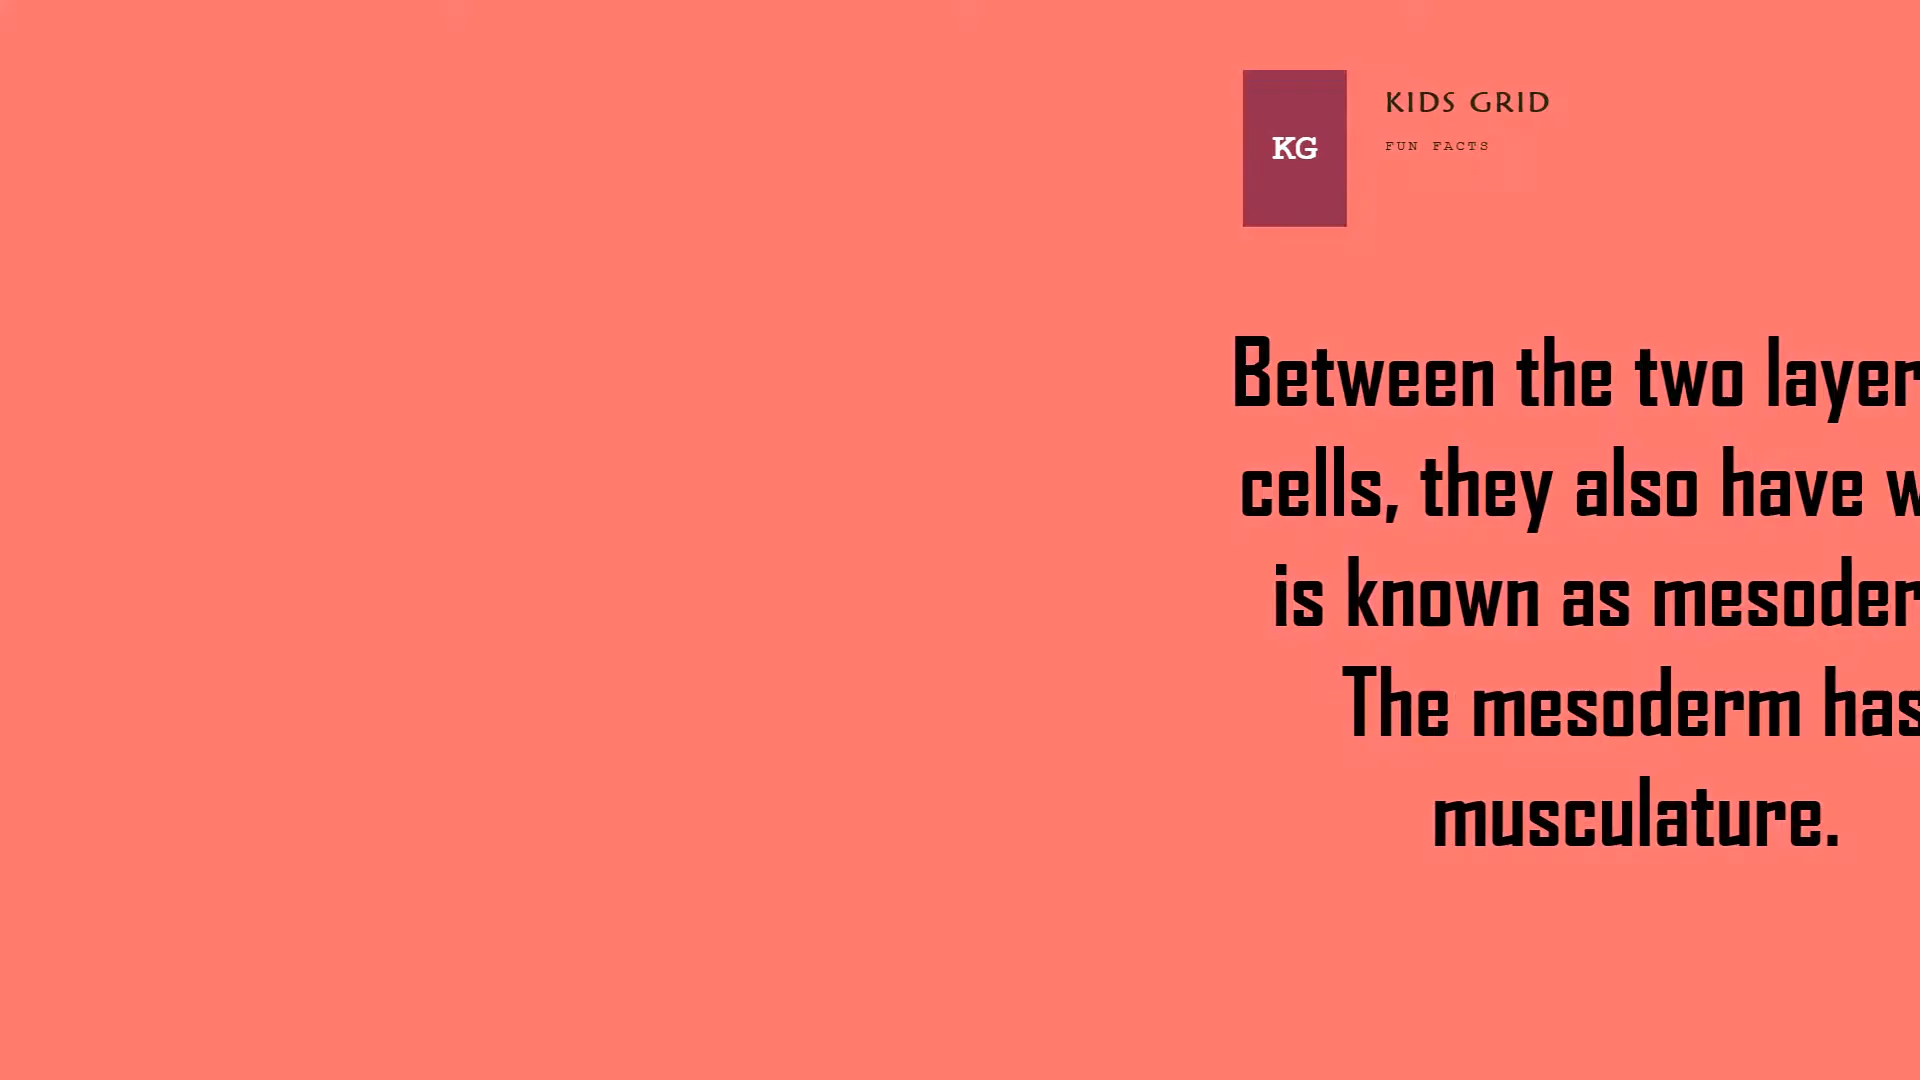 KG
KIDS GRID
FUN FACTS
Between the two layer
cells, they also have w
is known as mesoder
The mesoderm has
musculature.